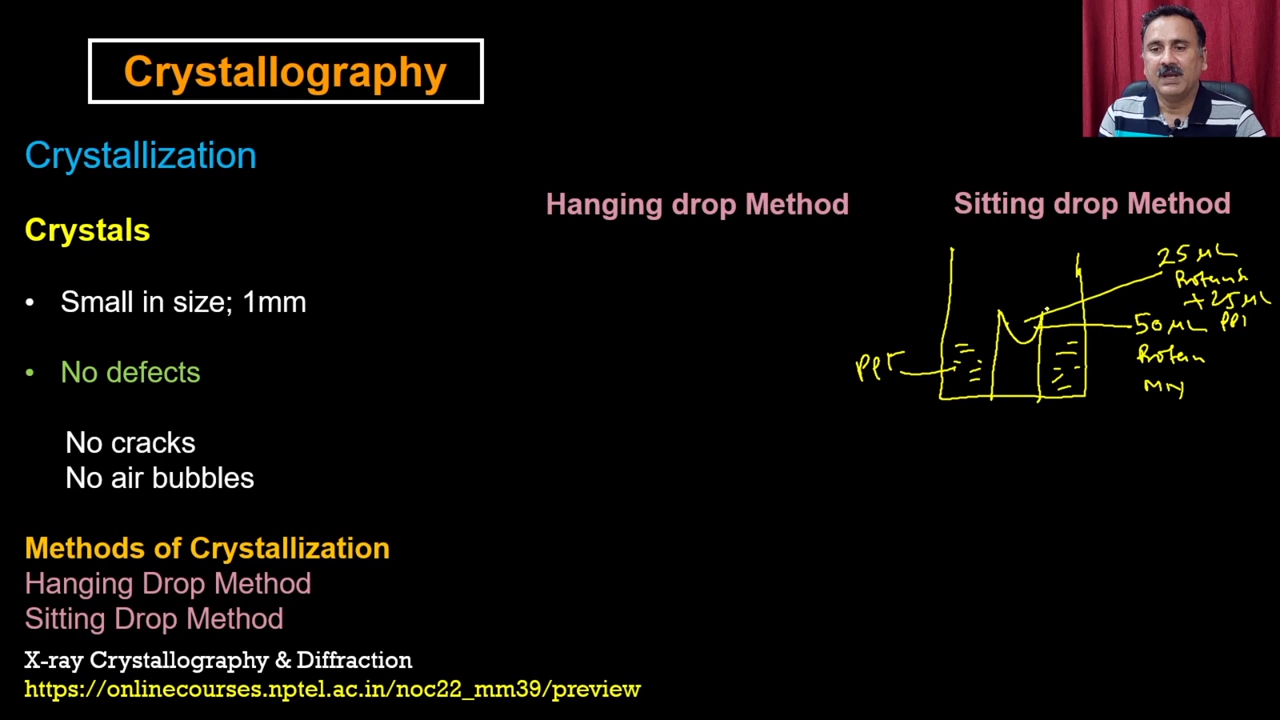 Crystallography
Crystallization
Crystals
• Small in size; 1mm
• No defects
No cracks
No air bubbles
Methods of Crystallization
Hanging Drop Method
Sitting Drop Method
X-ray Crystallography & Diffraction
https://onlinecourses.nptel.ac.in/noc22_mm39/preview
Hanging drop Method
Sitting drop Method
25 µL
+ 25 µL
PPT
50 µL
Protein
PPT